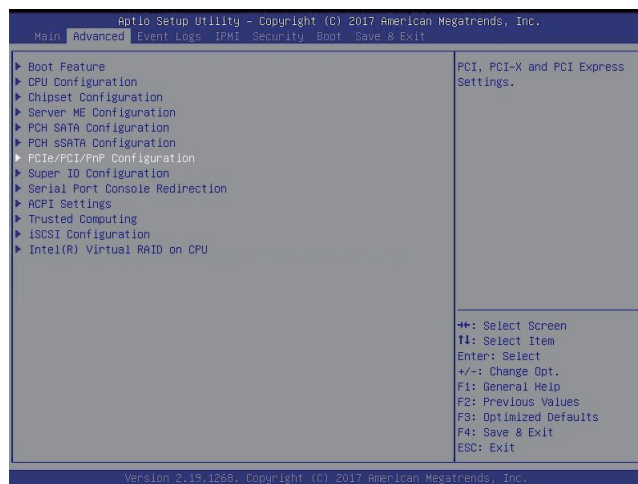 Aptio Setup Utility – Copyright (C) 2017 American Megatrends, Inc.
Main Advanced Event Logs IPMI Security Boot Save & Exit
▶ Boot Feature
▶ CPU Configuration
▶ Chipset Configuration
▶ Server ME Configuration
▶ PCH SATA Configuration
▶ PCH sSATA Configuration
▶ PCIe/PCI/PnP Configuration
▶ Super IO Configuration
▶ Serial Port Console Redirection
▶ ACPI Settings
▶ Trusted Computing
▶ iSCSI Configuration
▶ Intel(R) Virtual RAID on CPU
PCI, PCI-X and PCI Express
Settings.
→←: Select Screen
↑↓: Select Item
Enter: Select
+/-: Change Opt.
F1: General Help
F2: Previous Values
F3: Optimized Defaults
F4: Save & Exit
ESC: Exit
Version 2.19.1268. Copyright (C) 2017 American Megatrends, Inc.